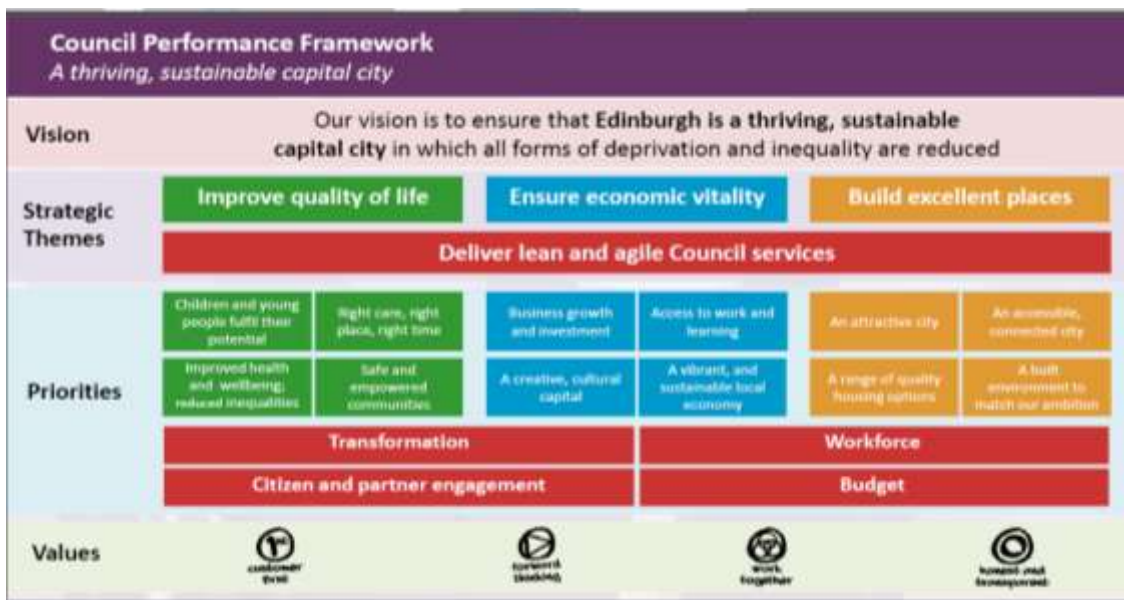 Council Performance Framework
A thriving, sustainable capital city
Vision
Our vision is to ensure that Edinburgh is a thriving, sustainable
capital city in which all forms of deprivation and inequality are reduced
Strategic
Themes
Improve quality of life
Ensure economic vitality
Build excellent places
Deliver lean and agile Council services
Priorities
Children and young
people fulfil their
potential
Right care, right
place, right time
Business growth
and investment
Access to work and
learning
An attractive city
An accessible,
connected city
Improved health
and wellbeing;
reduced inequalities
Safe and
empowered
communities
A creative, cultural
capital
A vibrant, and
sustainable local
economy
A range of quality
housing options
A built
environment to
match our ambition
Transformation
Workforce
Citizen and partner engagement
Budget
Values
1st
customer
first
forward
thinking
work
together
honest and
transparent